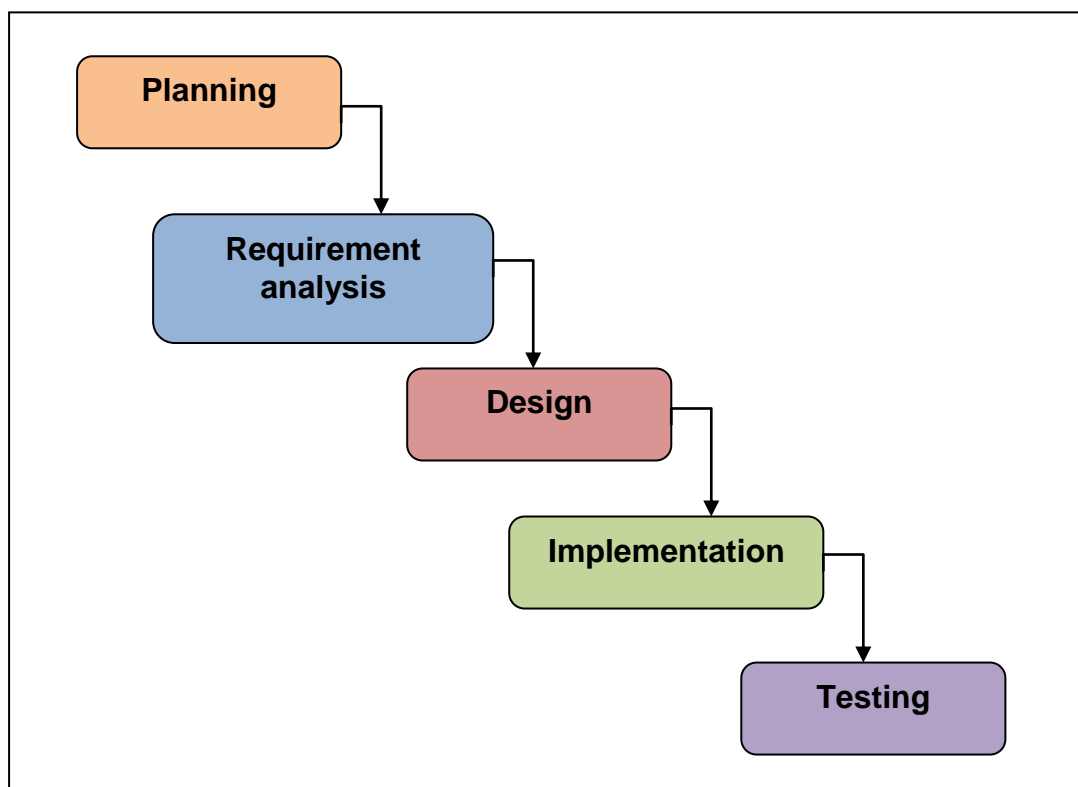 Planning
Requirement
analysis
Design
Implementation
Testing